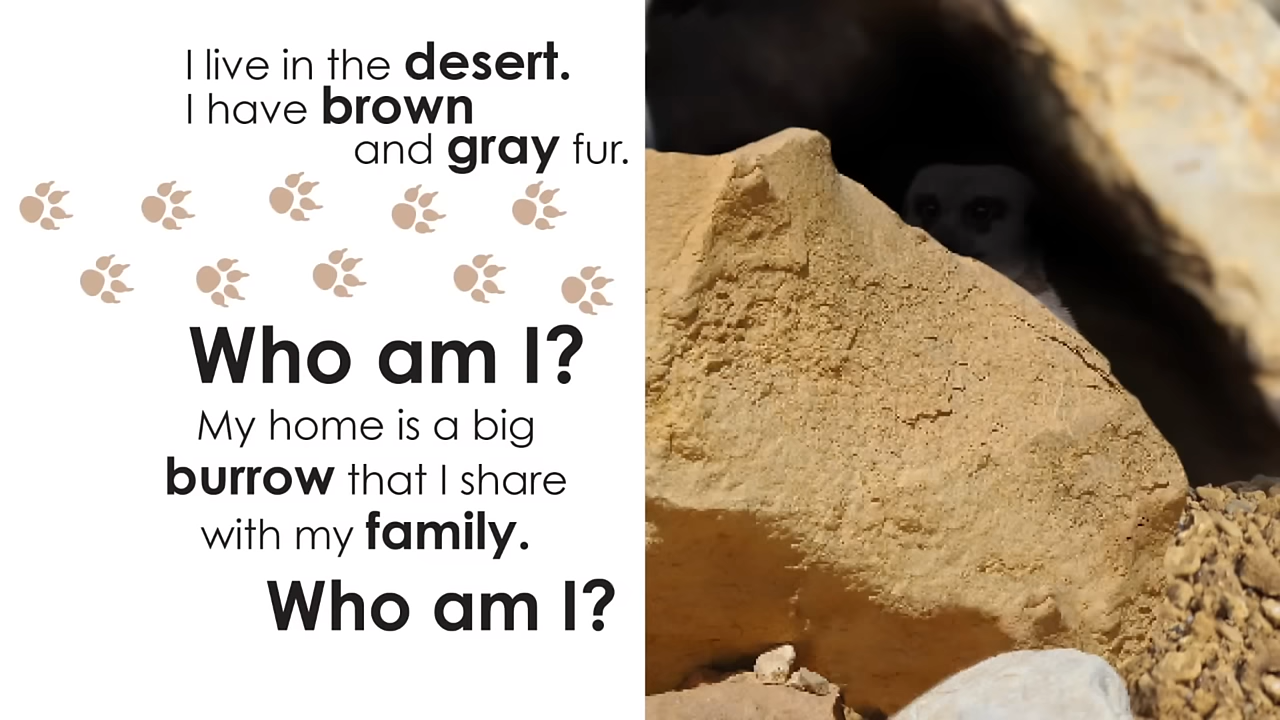 I live in the desert.
I have brown
and gray fur.
Who am I?
My home is a big
burrow that I share
with my family.
Who am I?